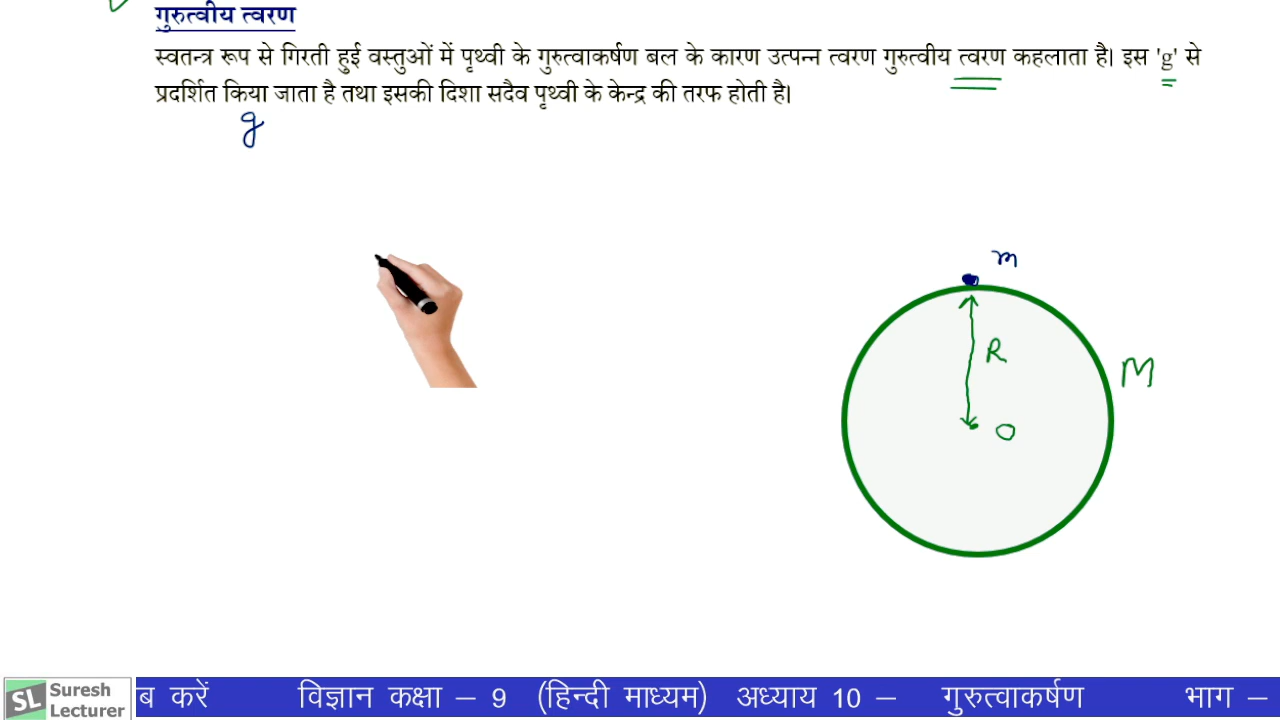 गुरुत्वीय त्वरण
स्वतन्त्र रूप से गिरती हुई वस्तुओं में पृथ्वी के गुरुत्वाकर्षण बल के कारण उत्पन्न त्वरण गुरुत्वीय त्वरण कहलाता है। इस 'g' से
प्रदर्शित किया जाता है तथा इसकी दिशा सदैव पृथ्वी के केन्द्र की तरफ होती है।
g
m
R
M
O
SL Suresh Lecturer
ब करें विज्ञान कक्षा – 9 (हिन्दी माध्यम) अध्याय 10 – गुरुत्वाकर्षण भाग –